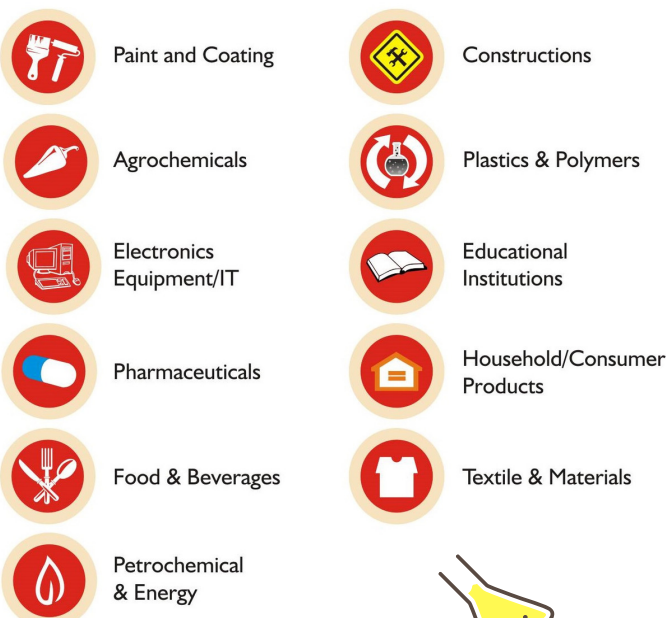 Paint and Coating
Constructions
Agrochemicals
Plastics & Polymers
Electronics
Equipment/IT
Educational
Institutions
Pharmaceuticals
Household/Consumer
Products
Food & Beverages
Textile & Materials
Petrochemical
& Energy